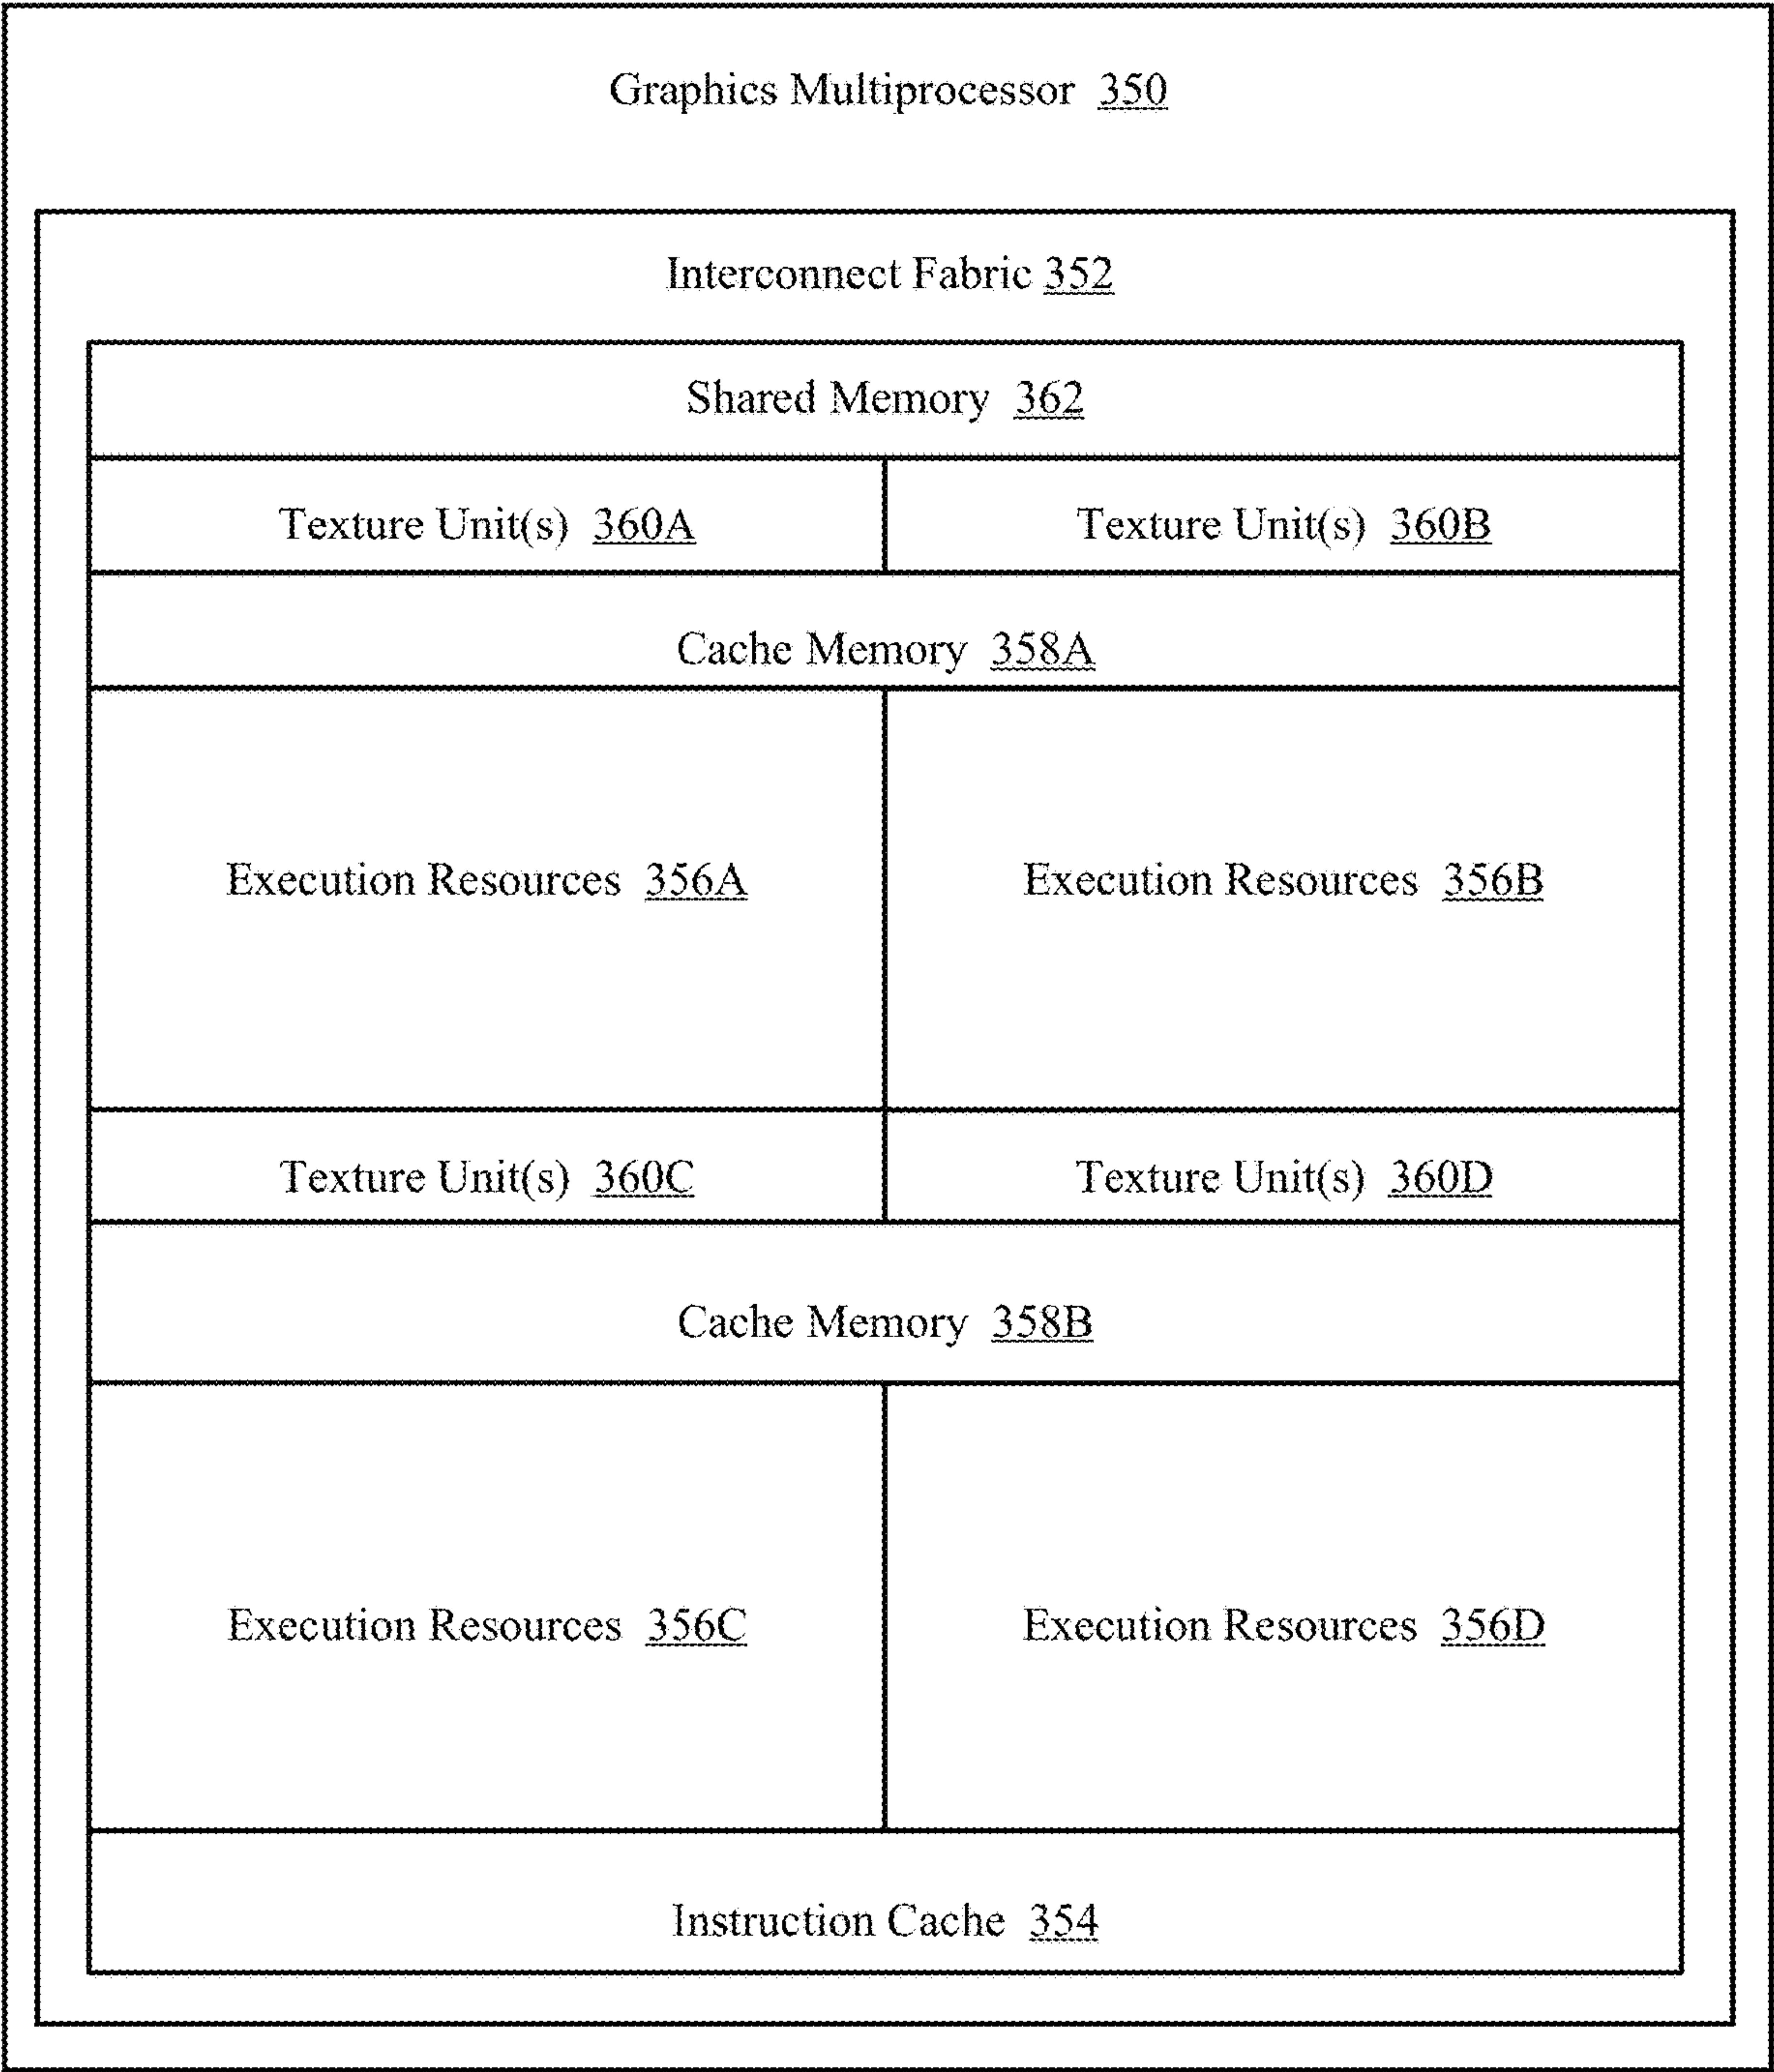 Graphics Multiprocessor 350
Interconnect Fabric 352
Shared Memory 362
Texture Unit(s) 360A
Texture Unit(s) 360B
Cache Memory 358A
Execution Resources 356A
Execution Resources 356B
Texture Unit(s) 360C
Texture Unit(s) 360D
Cache Memory 358B
Execution Resources 356C
Execution Resources 356D
Instruction Cache 354